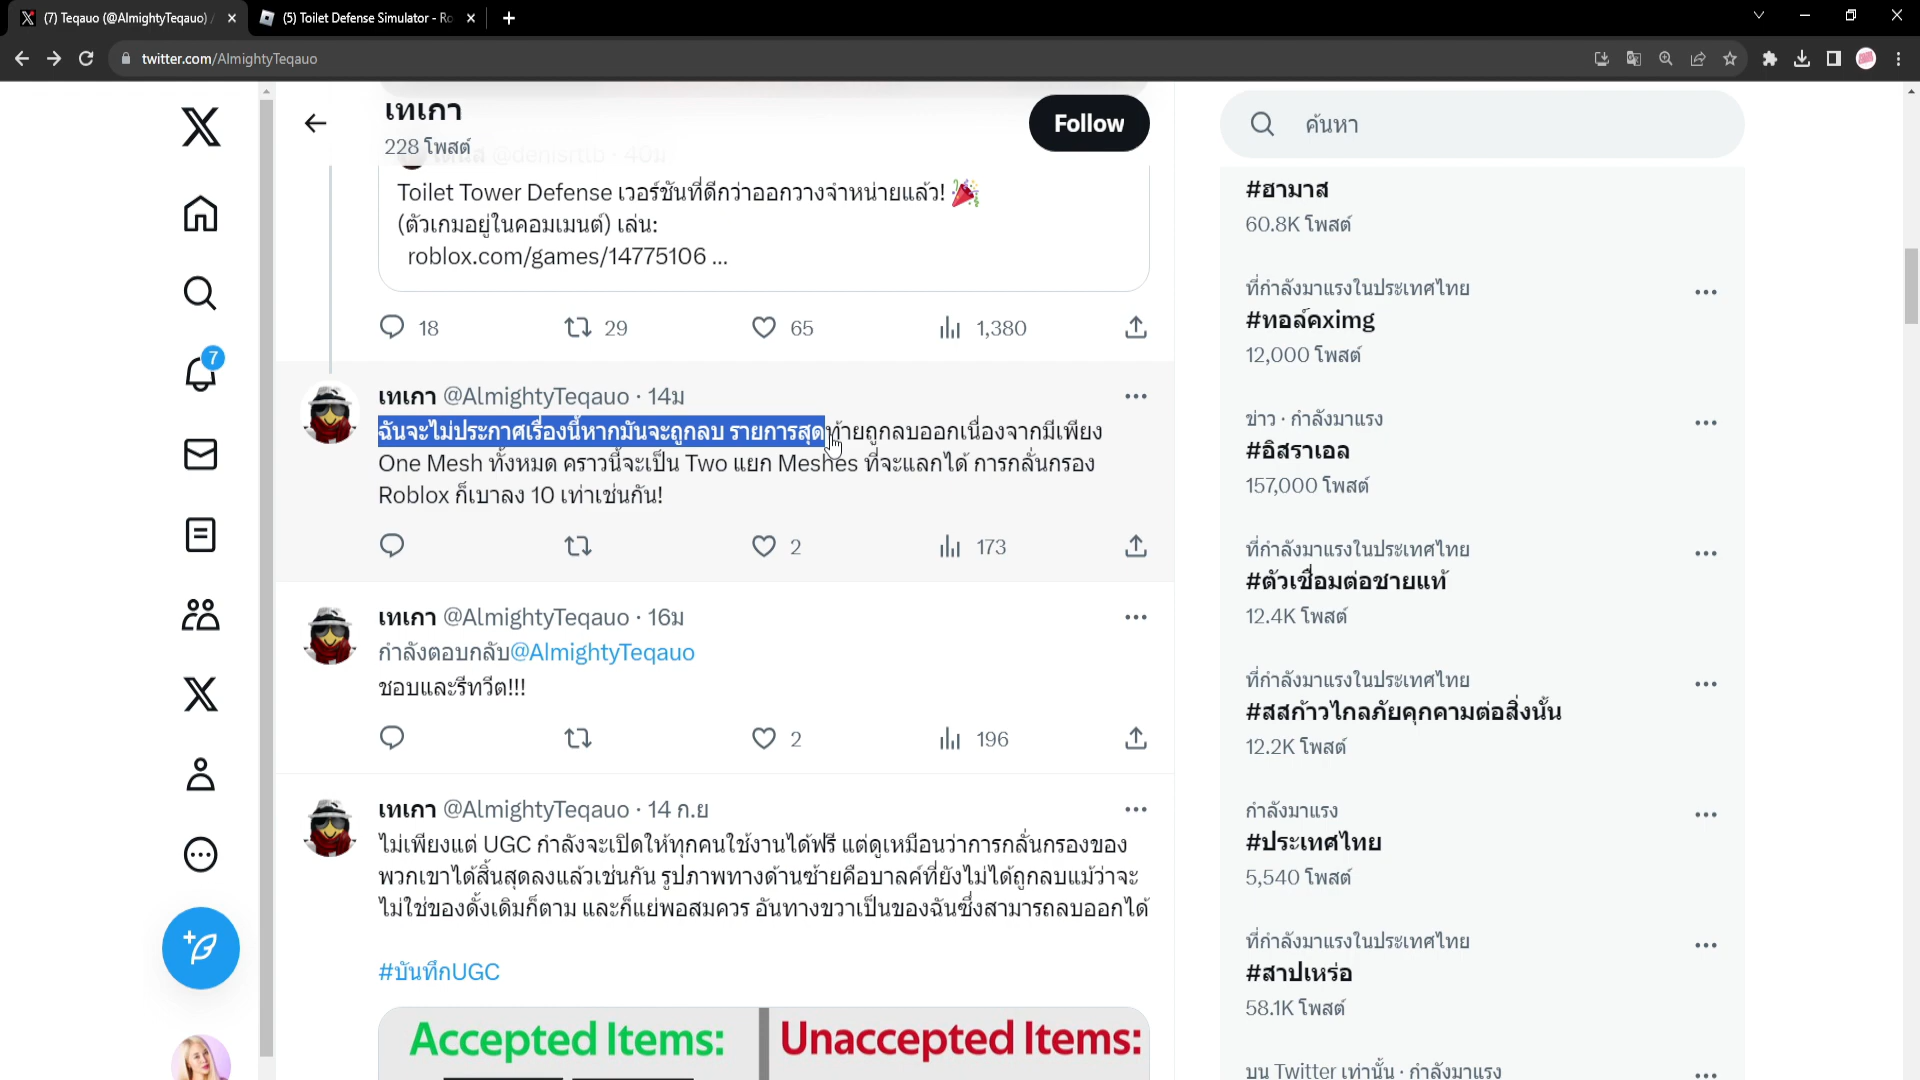 (7) Teqauo (@AlmightyTeqauo) /
(5) Toilet Defense Simulator - Ro
twitter.com/AlmightyTeqauo
เทเกา
228 โพสต์
Follow
ค้นหา
@denisrttb · 40ม
Toilet Tower Defense เวอร์ชันที่ดีกว่าออกวางจำหน่ายแล้ว! 🎉
(ตัวเกมอยู่ในคอมเมนต์) เล่น:
roblox.com/games/14775106 ...
18
29
65
1,380
7
เทเกา @AlmightyTeqauo · 14ม
ฉันจะไม่ประกาศเรื่องนี้หากมันจะถูกลบ รายการสุดท้ายถูกลบออกเนื่องจากมีเพียง
One Mesh ทั้งหมด คราวนี้จะเป็น Two แยก Meshes ที่จะแลกได้ การกลั่นกรอง
Roblox ก็เบาลง 10 เท่าเช่นกัน!
2
173
เทเกา @AlmightyTeqauo · 16ม
กำลังตอบกลับ@AlmightyTeqauo
ชอบและรีทวีต!!!
2
196
เทเกา @AlmightyTeqauo · 14 ก.ย
ไม่เพียงแต่ UGC กำลังจะเปิดให้ทุกคนใช้งานได้ฟรี แต่ดูเหมือนว่าการกลั่นกรองของ
พวกเขาได้สิ้นสุดลงแล้วเช่นกัน รูปภาพทางด้านซ้ายคือบาลค์ที่ยังไม่ได้ถูกลบแม้ว่าจะ
ไม่ใช่ของดั้งเดิมก็ตาม และก็แย่พอสมควร อันทางขวาเป็นของฉันซึ่งสามารถลบออกได้
#บันทึกUGC
Accepted Items:
Unaccepted Items:
#ฮามาส
60.8K โพสต์
ที่กำลังมาแรงในประเทศไทย
#ทอล์คximg
12,000 โพสต์
ข่าว · กำลังมาแรง
#อิสราเอล
157,000 โพสต์
ที่กำลังมาแรงในประเทศไทย
#ตัวเชื่อมต่อชายแท้
12.4K โพสต์
ที่กำลังมาแรงในประเทศไทย
#สสก้าวไกลภัยคุกคามต่อสิ่งนั้น
12.2K โพสต์
กำลังมาแรง
#ประเทศไทย
5,540 โพสต์
ที่กำลังมาแรงในประเทศไทย
#สาปเหร่อ
58.1K โพสต์
บน Twitter เท่านั้น · กำลังมาแรง